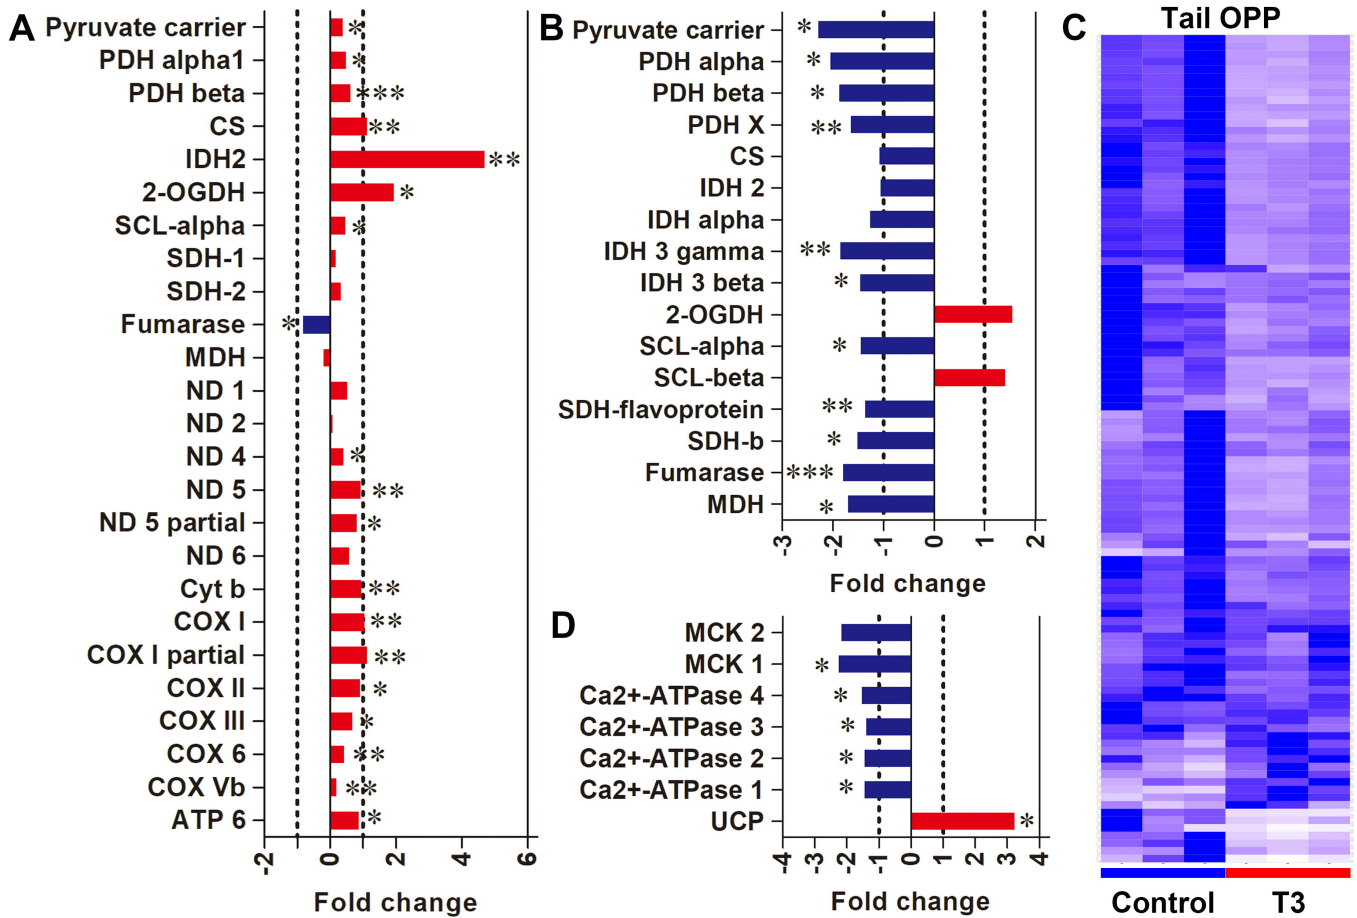 A
Pyruvate carrier *
PDH alpha1 *
PDH beta ***
CS **
IDH2 **
2-OGDH *
SCL-alpha *
SDH-1
SDH-2
Fumarase *
MDH
ND 1
ND 2
ND 4 *
ND 5 **
ND 5 partial *
ND 6
Cyt b **
COX I **
COX I partial **
COX II *
COX III *
COX 6 **
COX Vb **
ATP 6 *
-2 0 2 4 6
Fold change
B
Pyruvate carrier *
PDH alpha *
PDH beta *
PDH X **
CS
IDH 2
IDH alpha
IDH 3 gamma **
IDH 3 beta *
2-OGDH
SCL-alpha *
SCL-beta
SDH-flavoprotein **
SDH-b *
Fumarase ***
MDH *
-3 -2 -1 0 1 2
Fold change
C
Tail OPP
Control T3
D
MCK 2
MCK 1 *
Ca2+-ATPase 4 *
Ca2+-ATPase 3 *
Ca2+-ATPase 2 *
Ca2+-ATPase 1 *
UCP *
-4 -3 -2 -1 0 1 2 3 4
Fold change